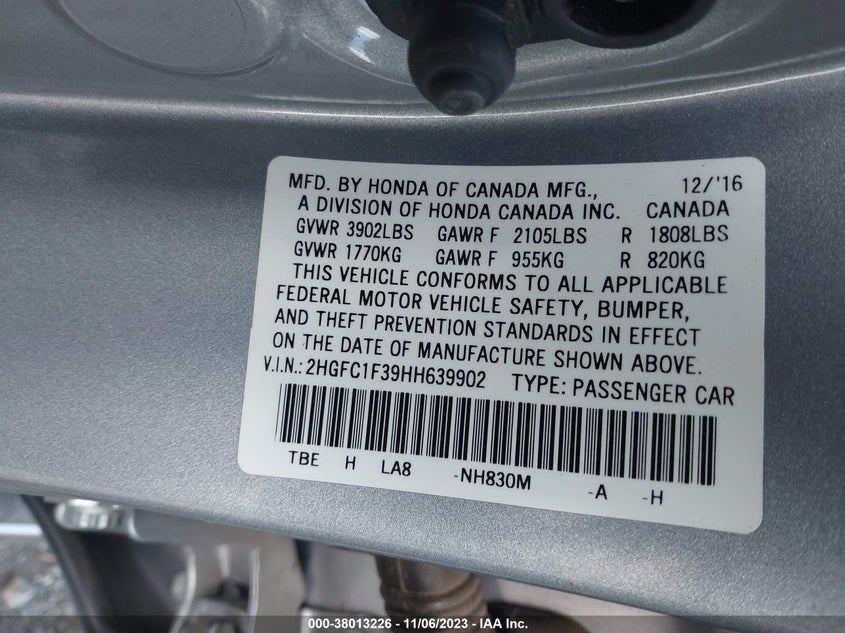 MFD. BY HONDA OF CANADA MFG., 12/'16
A DIVISION OF HONDA CANADA INC. CANADA
GVWR 3902LBS GAWR F 2105LBS R 1808LBS
GVWR 1770KG GAWR F 955KG R 820KG
THIS VEHICLE CONFORMS TO ALL APPLICABLE
FEDERAL MOTOR VEHICLE SAFETY, BUMPER,
AND THEFT PREVENTION STANDARDS IN EFFECT
ON THE DATE OF MANUFACTURE SHOWN ABOVE.
V.I.N.: 2HGFC1F39HH639902 TYPE: PASSENGER CAR
TBE H LA8 -NH830M -A -H
000-38013226 - 11/06/2023 - IAA Inc.